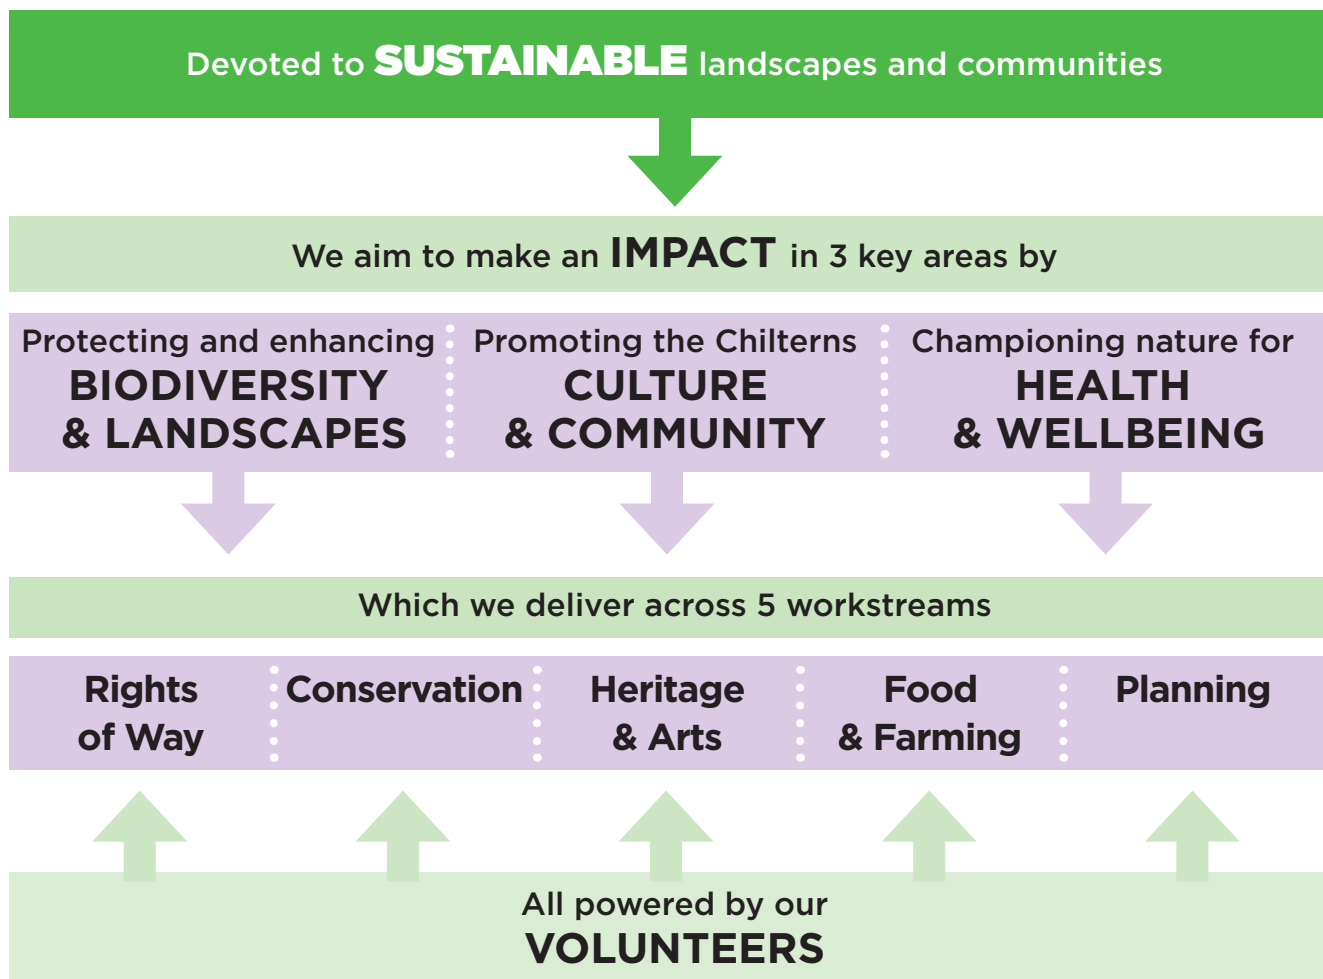 Devoted to SUSTAINABLE landscapes and communities
We aim to make an IMPACT in 3 key areas by
Protecting and enhancing
BIODIVERSITY
& LANDSCAPES
Promoting the Chilterns
CULTURE
& COMMUNITY
Championing nature for
HEALTH
& WELLBEING
Which we deliver across 5 workstreams
Rights
of Way
Conservation
Heritage
& Arts
Food
& Farming
Planning
All powered by our
VOLUNTEERS